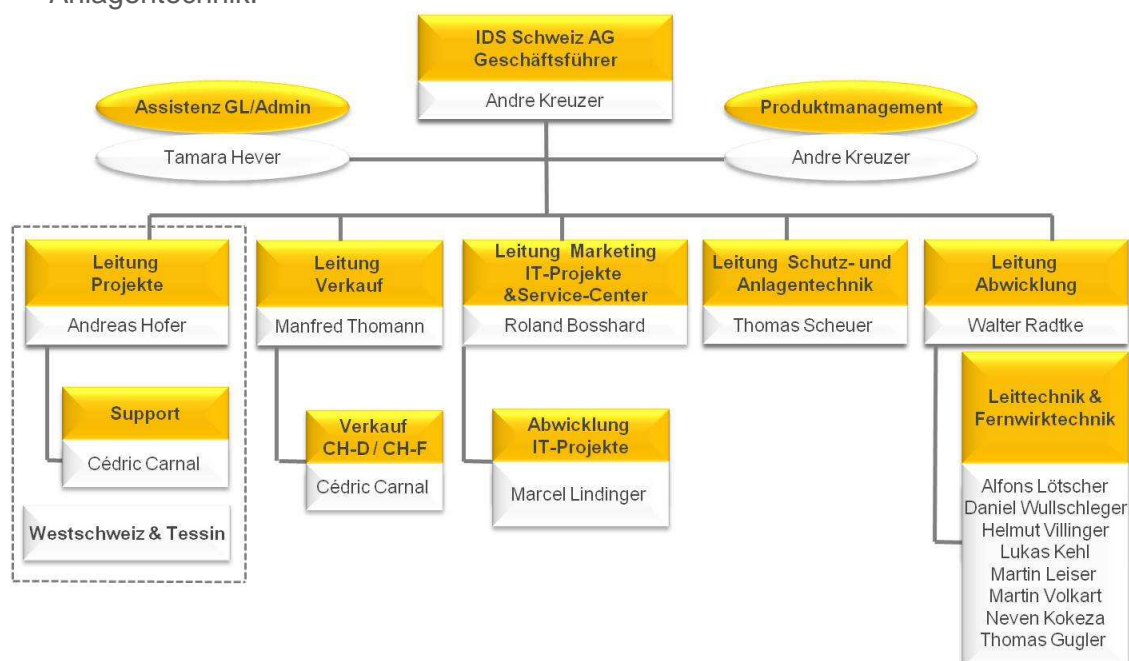 Anlagentechnik.
IDS Schweiz AG
Geschäftsführer
Andre Kreuzer
Assistenz GL/Admin
Tamara Hever
Produktmanagement
Andre Kreuzer
Leitung
Projekte
Andreas Hofer
Support
Cédric Carnal
Westschweiz & Tessin
Leitung
Verkauf
Manfred Thomann
Verkauf
CH-D / CH-F
Cédric Carnal
Leitung Marketing
IT-Projekte
&Service-Center
Roland Bosshard
Abwicklung
IT-Projekte
Marcel Lindinger
Leitung Schutz- und
Anlagentechnik
Thomas Scheuer
Leitung
Abwicklung
Walter Radtke
Leittechnik &
Fernwirktechnik
Alfons Lötscher
Daniel Wullschleger
Helmut Villinger
Lukas Kehl
Martin Leiser
Martin Volkart
Neven Kokeza
Thomas Gugler